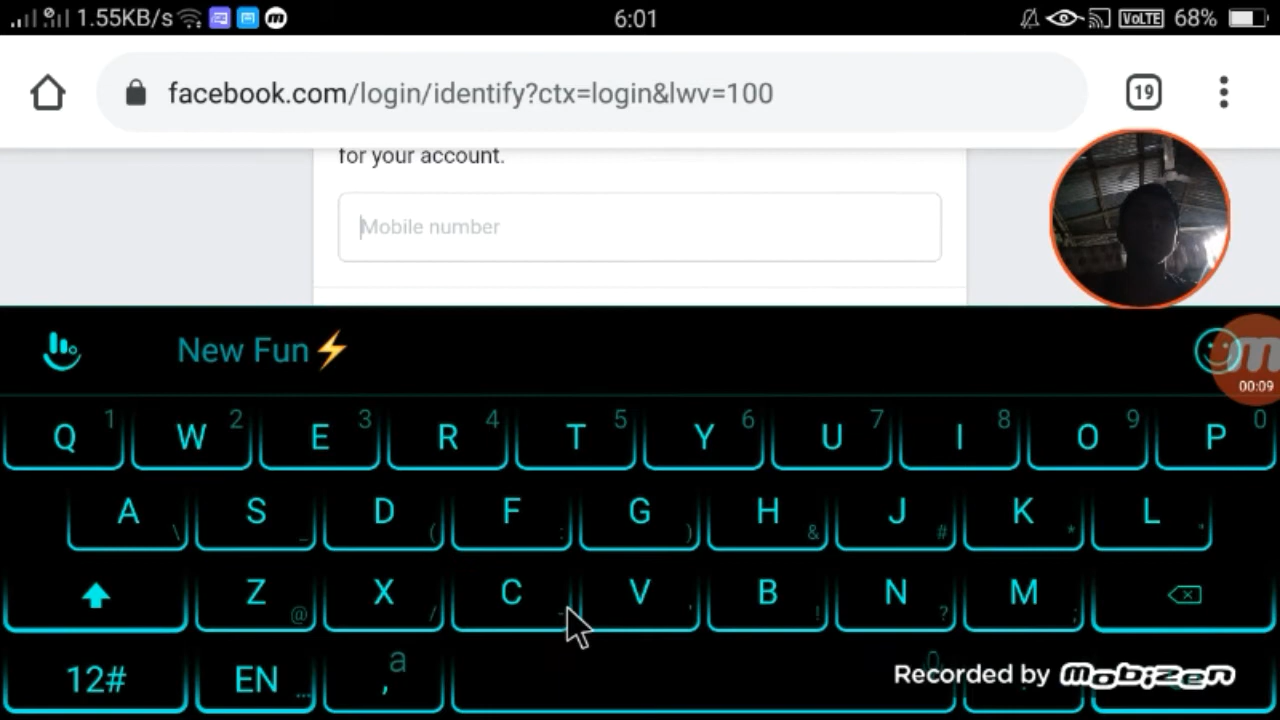 1.55KB/s 6:01 VoLTE 68%
facebook.com/login/identify?ctx=login&lwv=100 19
for your account.
Mobile number
New Fun⚡
00:09
Q 1 W 2 E 3 R 4 T 5 Y 6 U 7 I 8 O 9 P 0
A \ S _ D ( F : G ) H & J # K * L "
Z @ X / C - V ' B ! N ? M ;
12# EN ... , a
Recorded by mobizen